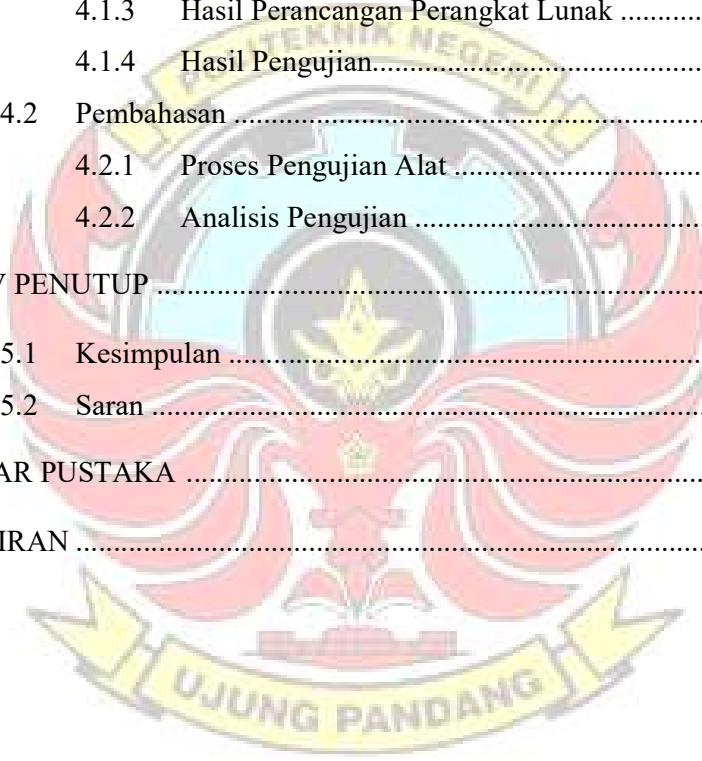 4.1.3 Hasil Perancangan Perangkat Lunak ............
4.1.4 Hasil Pengujian............................................
POLITEKNIK NEGERI
4.2 Pembahasan ................................................................
4.2.1 Proses Pengujian Alat ..................................
4.2.2 Analisis Pengujian ........................................
V PENUTUP ............................................................................
5.1 Kesimpulan .................................................................
5.2 Saran ............................................................................
AR PUSTAKA ......................................................................
IRAN ........................................................................................
UJUNG PANDANG